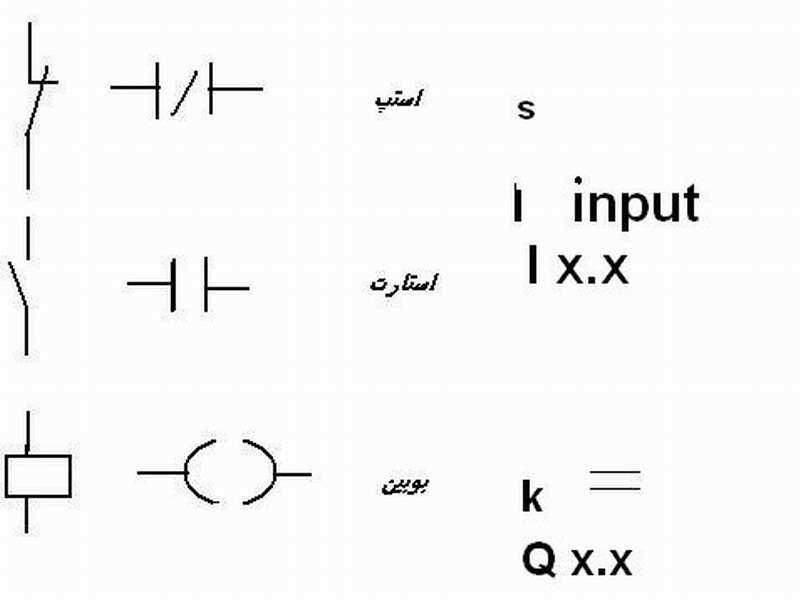 استپ s
I input
I x.x
استارت
بوبین k =
Q x.x